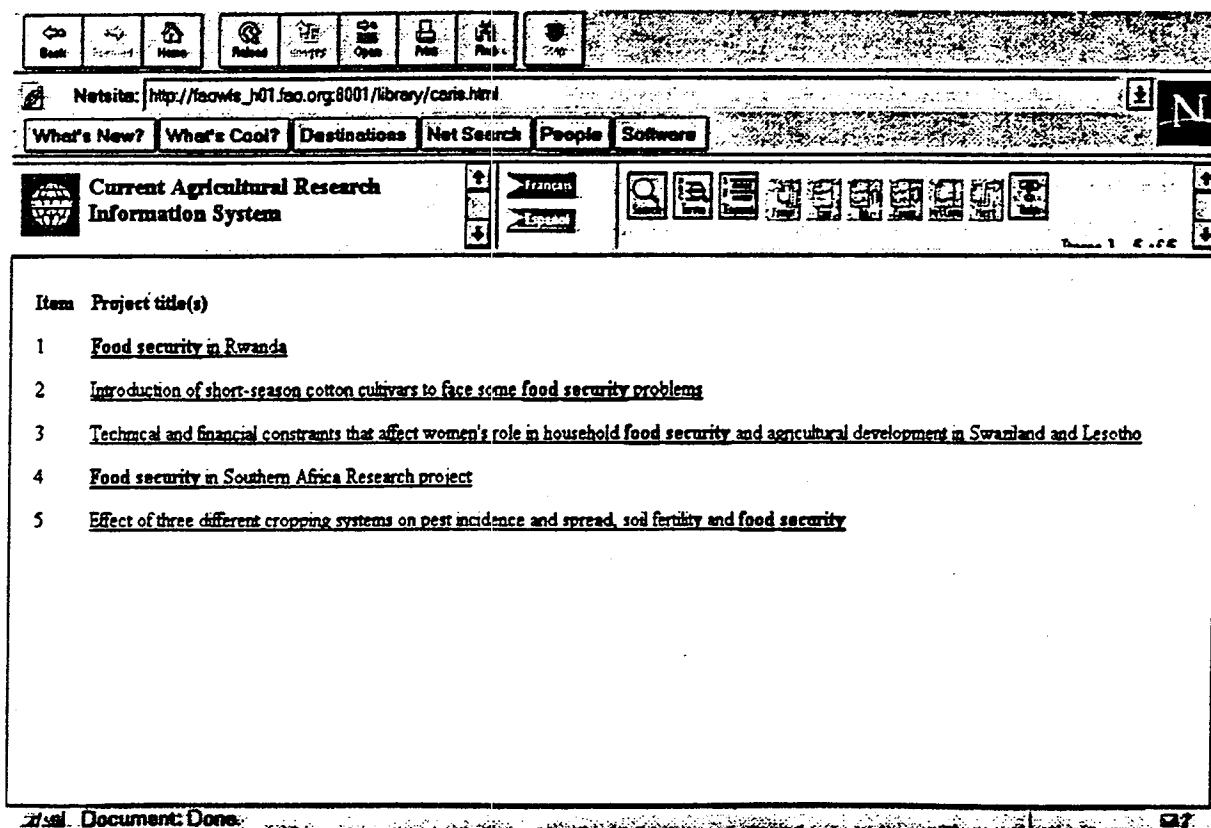 Back Home Reload Open Print
Netsite: http://faowfs_h01.fao.org:8001/library/caris.html
What's New? What's Cool? Destinations Net Search People Software
Current Agricultural Research
Information System
Français
Español
Search
Item Project title(s)
1 Food security in Rwanda
2 Introduction of short-season cotton cultivars to face some food security problems
3 Technical and financial constraints that affect women's role in household food security and agricultural development in Swaziland and Lesotho
4 Food security in Southern Africa Research project
5 Effect of three different cropping systems on pest incidence and spread, soil fertility and food security
Document: Done.